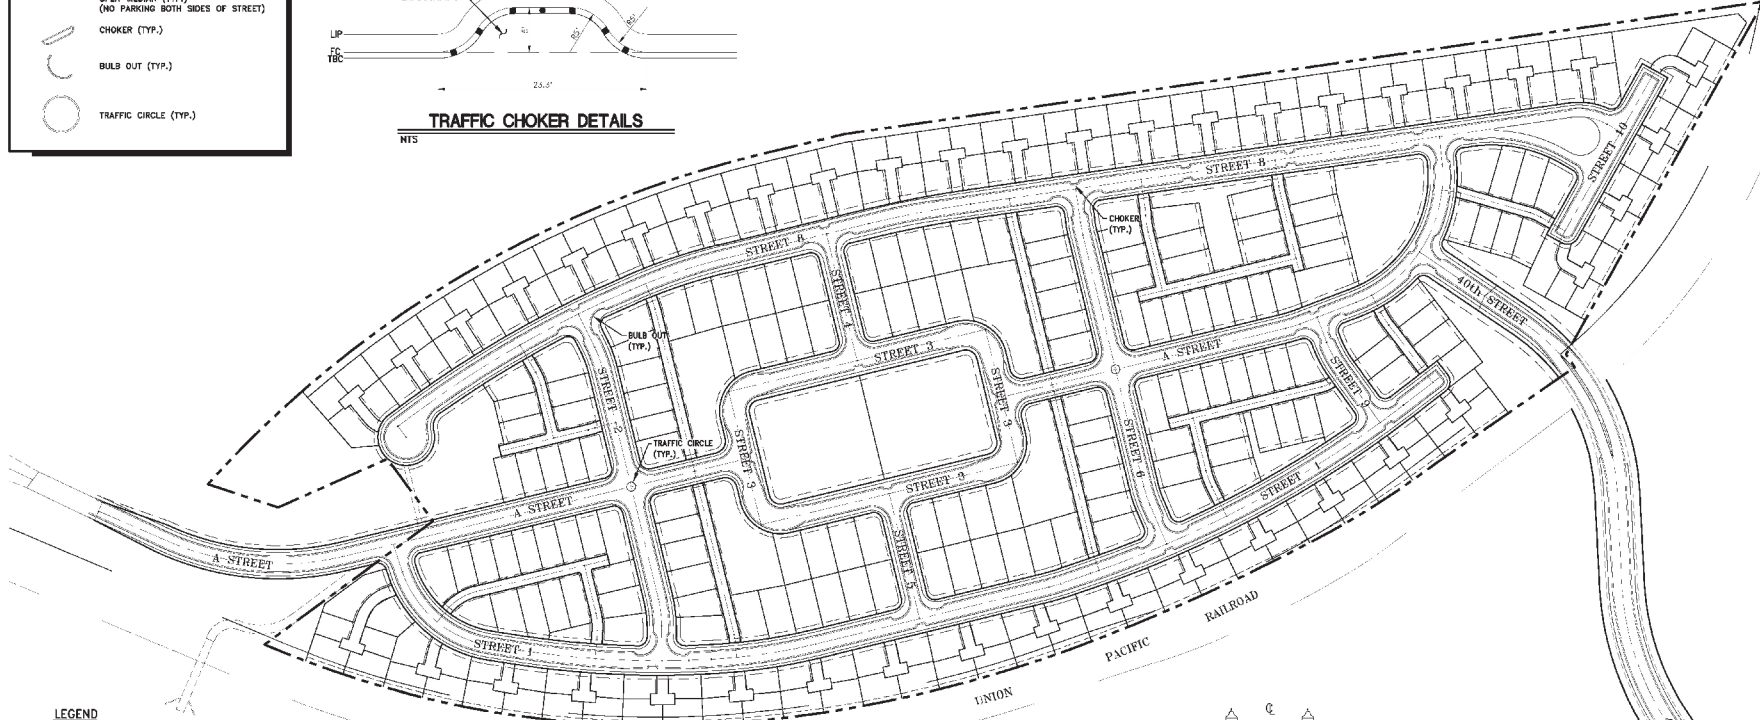 (NO PARKING BOTH SIDES OF STREET)
CHOKER (TYP.)
BULB OUT (TYP.)
TRAFFIC CIRCLE (TYP.)
LIP
FC
TBC
23.3'
TRAFFIC CHOKER DETAILS
NTS
STREET 10
STREET 8
CHOKER
(TYP.)
STREET 8
40th STREET
STREET 4
BULB OUT
(TYP.)
STREET 3
A STREET
STREET 2
STREET 3
STREET 9
TRAFFIC CIRCLE
(TYP.)
STREET 3
STREET 6
STREET 3
STREET 1
A STREET
A STREET
STREET 5
STREET 1
RAILROAD
PACIFIC
UNION
LEGEND